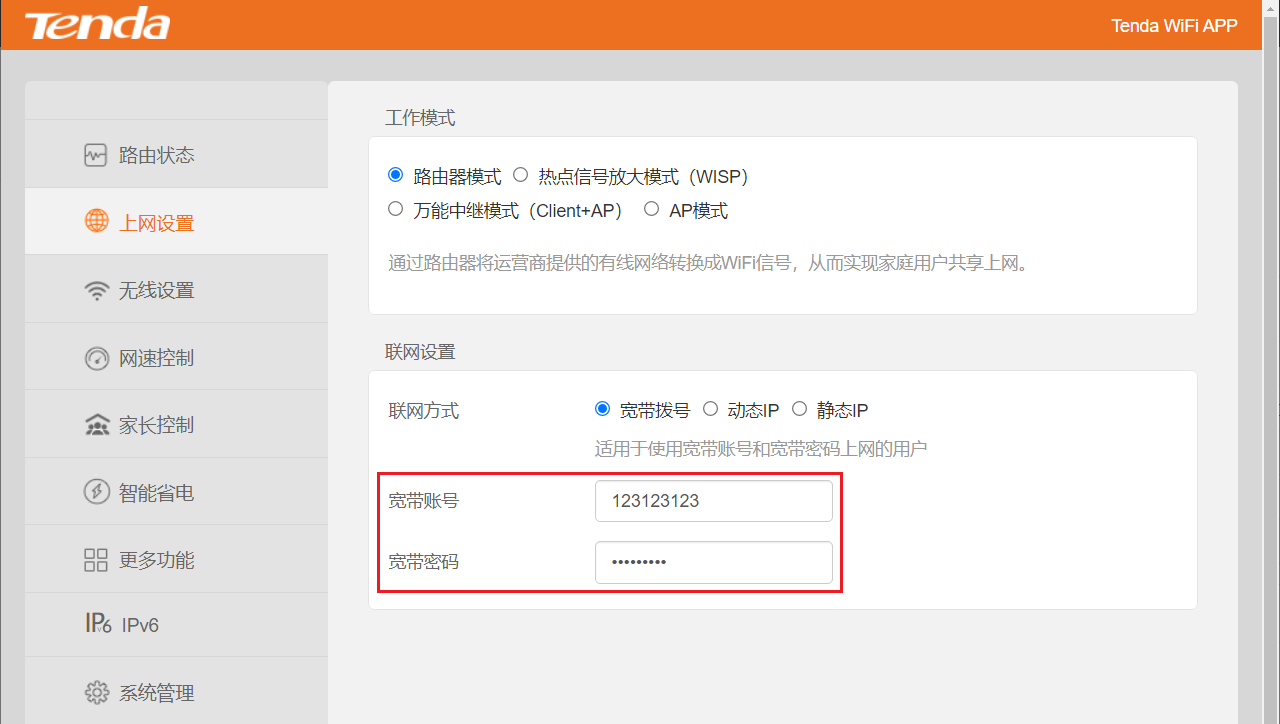 Tenda
Tenda WiFi APP
路由状态
上网设置
无线设置
网速控制
家长控制
智能省电
更多功能
IPv6 IPv6
系统管理
工作模式
路由器模式 热点信号放大模式（WISP）
万能中继模式（Client+AP） AP模式
通过路由器将运营商提供的有线网络转换成WiFi信号，从而实现家庭用户共享上网。
联网设置
联网方式 宽带拨号 动态IP 静态IP
适用于使用宽带账号和宽带密码上网的用户
宽带账号 123123123
宽带密码 •••••••••